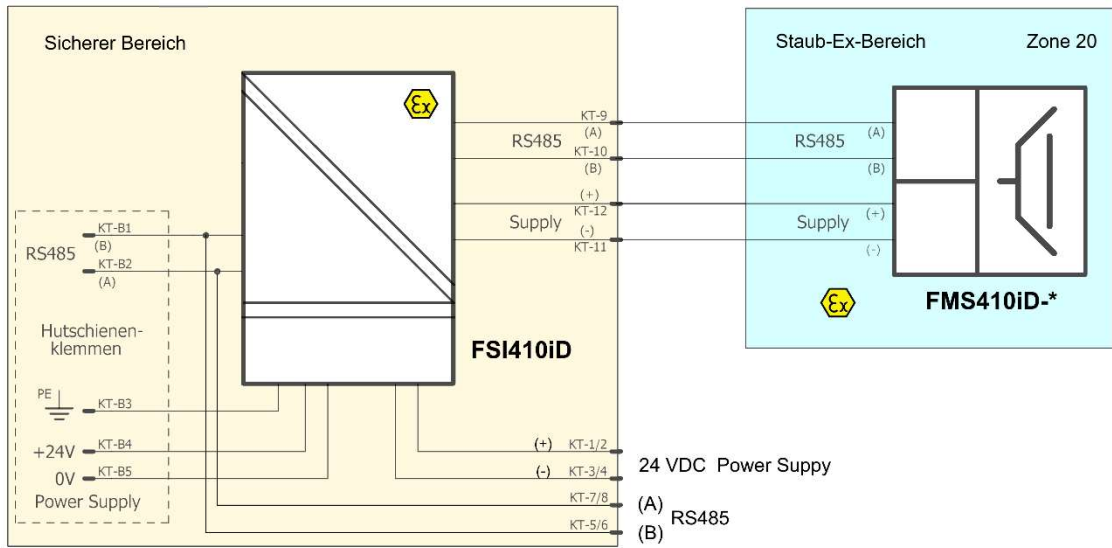 Sicherer Bereich
Staub-Ex-Bereich Zone 20
Ex
KT-9
(A)
RS485
KT-10
(B)
(+)
KT-12
Supply
(-)
KT-11
RS485
(A)
(B)
Supply
(+)
(-)
Ex
FMS410iD-*
RS485
KT-B1
(B)
KT-B2
(A)
Hutschienen-
klemmen
FSI410iD
PE
KT-B3
+24V KT-B4
0V KT-B5
Power Supply
(+) KT-1/2
(-) KT-3/4
24 VDC Power Suppy
KT-7/8 (A)
RS485
KT-5/6 (B)